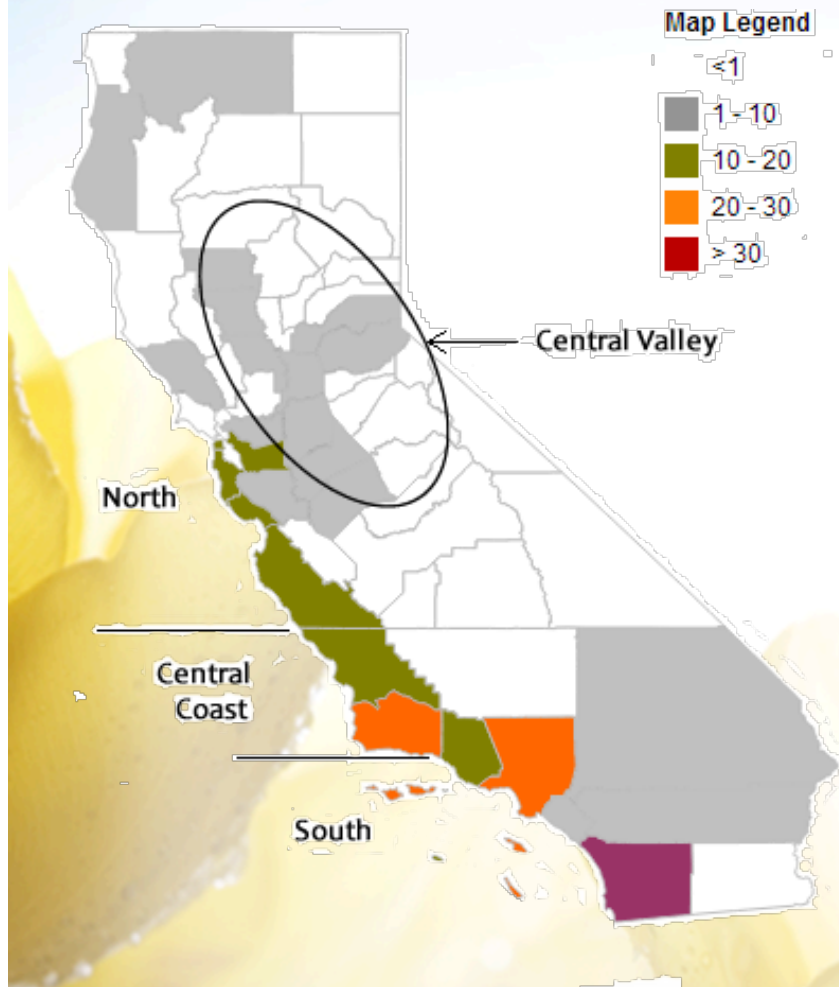 Map Legend
<1
1 - 10
10 - 20
20 - 30
> 30
Central Valley
North
Central
Coast
South